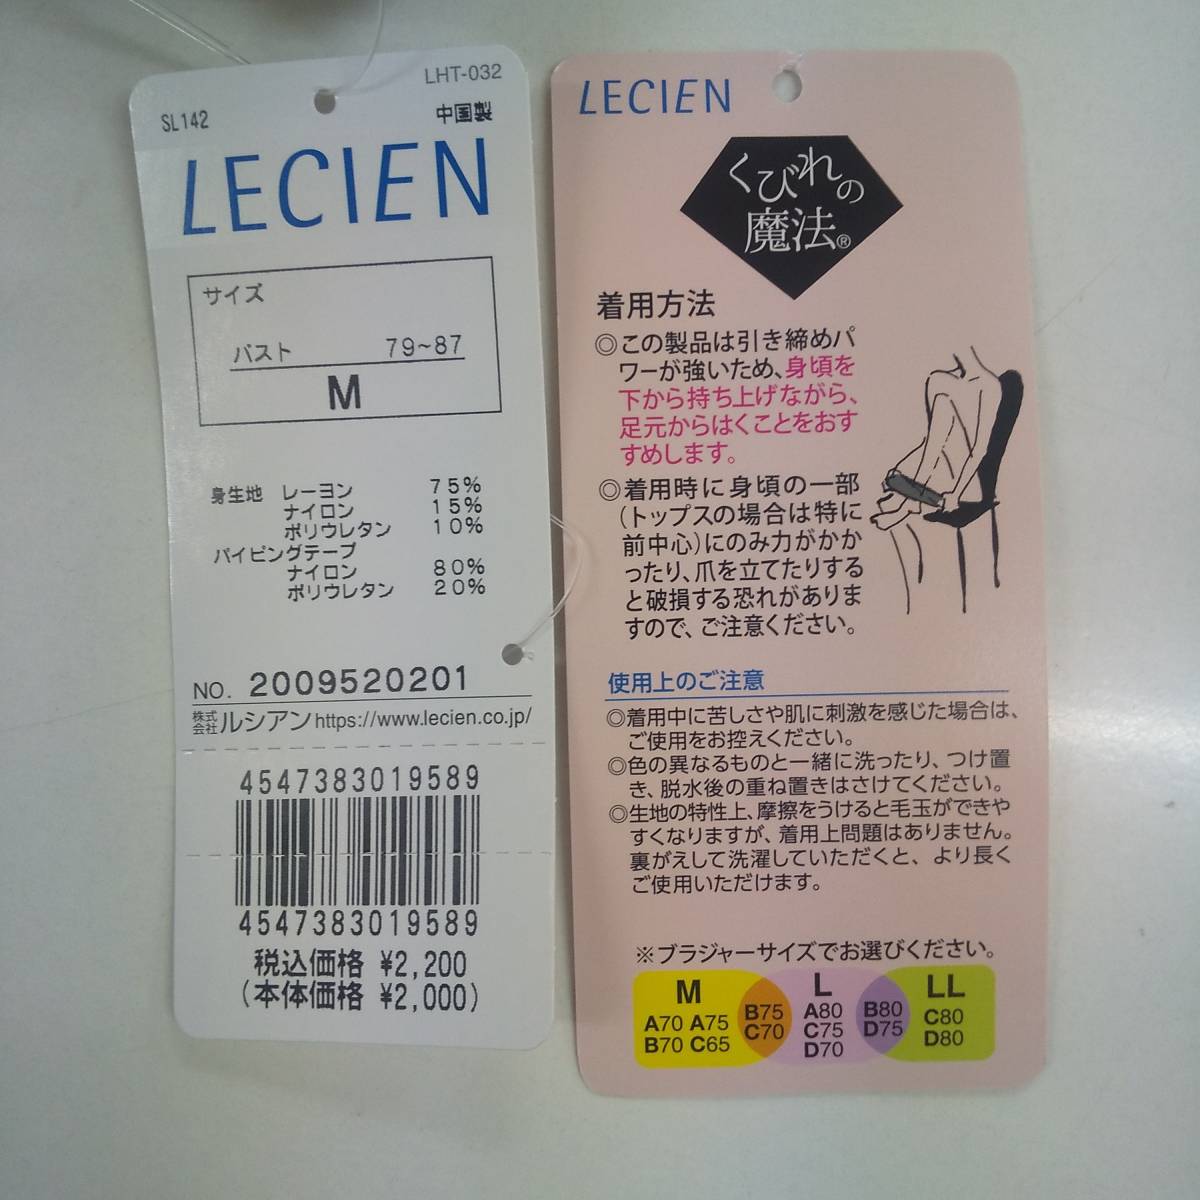 LHT-032
SL142
中国製
LECIEN
サイズ
バスト 79~87
M
身生地 レーヨン 75%
ナイロン 15%
ポリウレタン 10%
パイピングテープ
ナイロン 80%
ポリウレタン 20%
NO. 2009520201
株式会社 ルシアン https://www.lecien.co.jp/
4547383019589
4547383019589
税込価格 ¥2,200
(本体価格 ¥2,000)
LECIEN
くびれの
魔法®
着用方法
◎この製品は引き締めパ
ワーが強いため、身頃を
下から持ち上げながら、
足元からはくことをおす
すめします。
◎着用時に身頃の一部
(トップスの場合は特に
前中心)にのみ力がかか
ったり、爪を立てたりする
と破損する恐れがありま
すので、ご注意ください。
使用上のご注意
◎着用中に苦しさや肌に刺激を感じた場合は、
ご使用をお控えください。
◎色の異なるものと一緒に洗ったり、つけ置
き、脱水後の重ね置きはさけてください。
◎生地の特性上、摩擦をうけると毛玉ができや
すくなりますが、着用上問題はありません。
裏がえして洗濯していただくと、より長く
ご使用いただけます。
※ブラジャーサイズでお選びください。
M L LL
A70 A75 B75 A80 B80 C80
B70 C65 C70 C75 D75 D80
D70